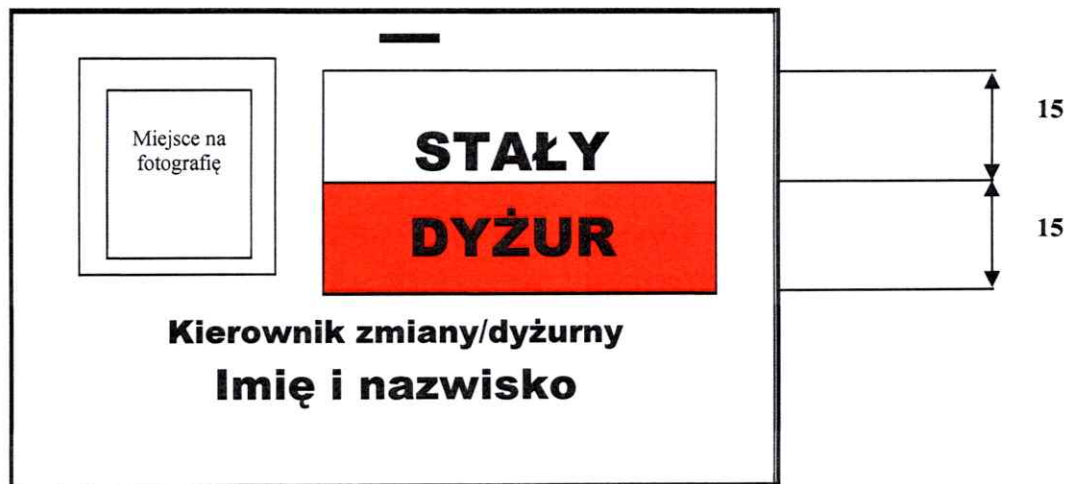 Miejsce na
fotografię
STAŁY
DYŻUR
Kierownik zmiany/dyżurny
Imię i nazwisko
15
15